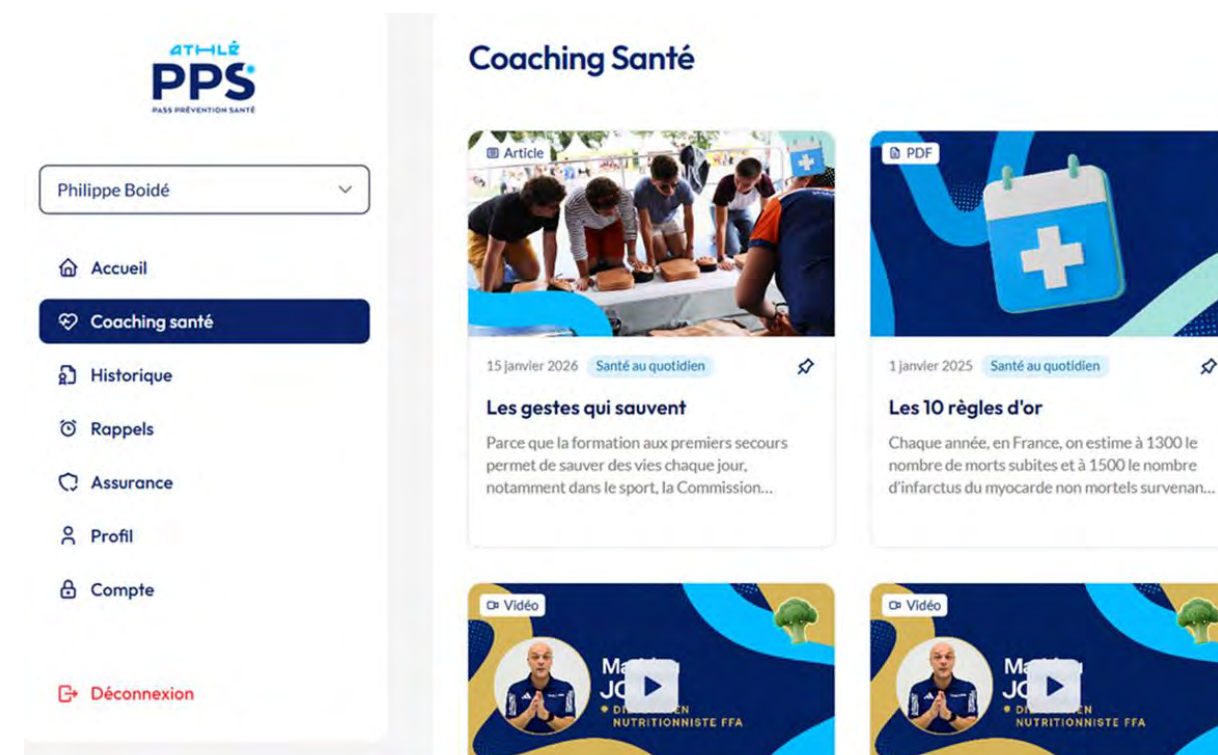 ATHLÉ
PPS
PASS PRÉVENTION SANTÉ
Philippe Boidé
Accueil
Coaching santé
Historique
Rappels
Assurance
Profil
Compte
Déconnexion
Coaching Santé
Article
15 janvier 2026 Santé au quotidien
Les gestes qui sauvent
Parce que la formation aux premiers secours
permet de sauver des vies chaque jour,
notamment dans le sport, la Commission...
PDF
1 janvier 2025 Santé au quotidien
Les 10 règles d'or
Chaque année, en France, on estime à 1300 le
nombre de morts subites et à 1500 le nombre
d'infarctus du myocarde non mortels survenan...
Vidéo
NUTRITIONNISTE FFA
Vidéo
NUTRITIONNISTE FFA